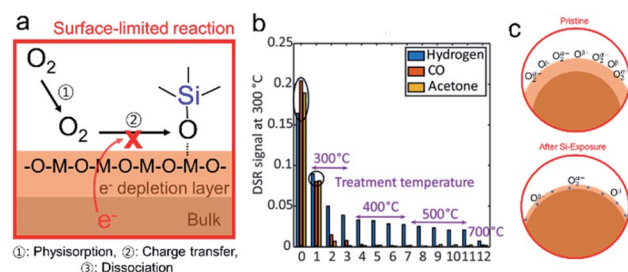 a
Surface-limited reaction
O₂
①
O₂
②
X
Si
O
-O-M-O-M-O-M-O-M-O-
e⁻ depletion layer
e⁻
Bulk
①: Physisorption, ②: Charge transfer,
③: Dissociation
b
DSR signal at 300 °C
0.2
0.15
0.1
0.05
0
Hydrogen
CO
Acetone
300°C
Treatment temperature
400°C
500°C
700°C
0 1 2 3 4 5 6 7 8 9 10 11 12
c
Pristine
After Si-Exposure